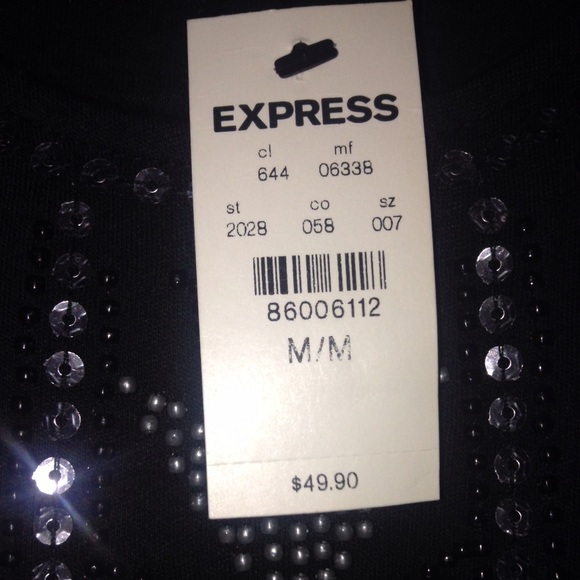 EXPRESS
cl mf
644 06338
st co sz
2028 058 007
86006112
M/M
$49.90